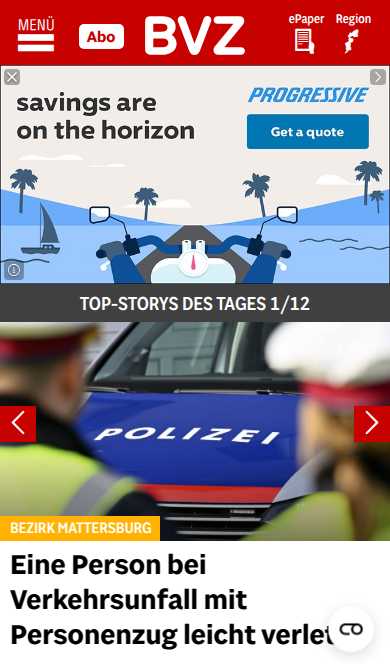 MENÜ
Abo
BVZ
ePaper
Region
savings are
on the horizon
PROGRESSIVE
Get a quote
TOP-STORYS DES TAGES 1/12
POLIZEI
BEZIRK MATTERSBURG
Eine Person bei
Verkehrsunfall mit
Personenzug leicht verlet